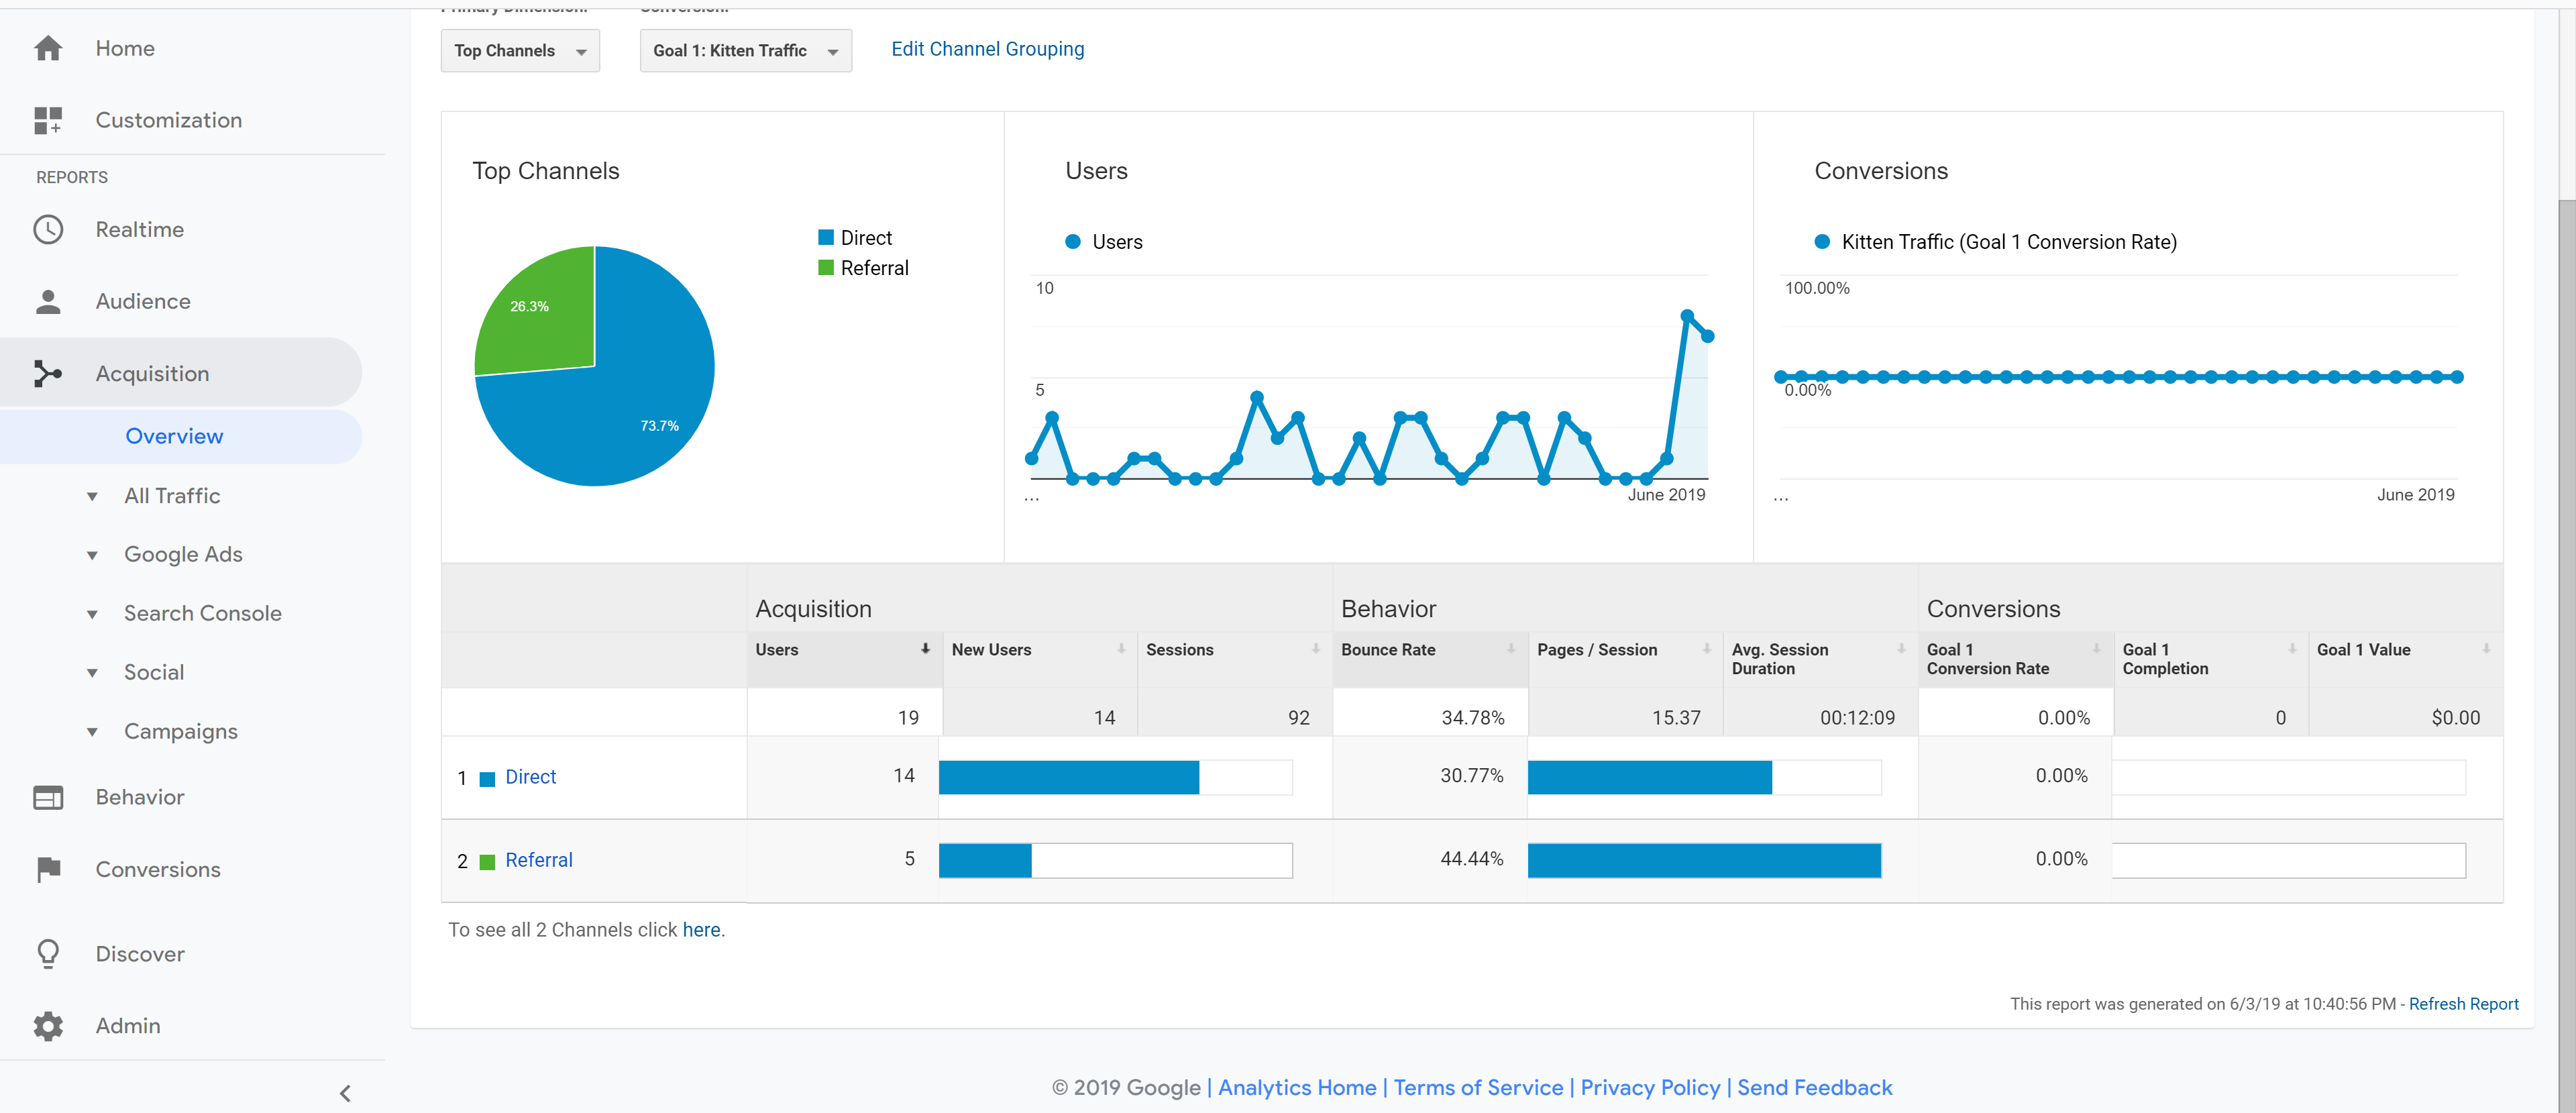 Primary Dimension:
Conversion:
Home
Top Channels
Goal 1: Kitten Traffic
Edit Channel Grouping
Customization
REPORTS
Realtime
Audience
Acquisition
Overview
All Traffic
Google Ads
Search Console
Social
Campaigns
Behavior
Conversions
Discover
Admin
Top Channels
Direct
Referral
26.3%
73.7%
Users
Users
10
5
...
June 2019
Conversions
Kitten Traffic (Goal 1 Conversion Rate)
100.00%
0.00%
...
June 2019
Acquisition
Behavior
Conversions
Users
New Users
Sessions
Bounce Rate
Pages / Session
Avg. Session
Duration
Goal 1
Conversion Rate
Goal 1
Completion
Goal 1 Value
19 14 92 34.78% 15.37 00:12:09 0.00% 0 $0.00
1 Direct 14 30.77% 0.00%
2 Referral 5 44.44% 0.00%
To see all 2 Channels click here.
This report was generated on 6/3/19 at 10:40:56 PM - Refresh Report
© 2019 Google | Analytics Home | Terms of Service | Privacy Policy | Send Feedback